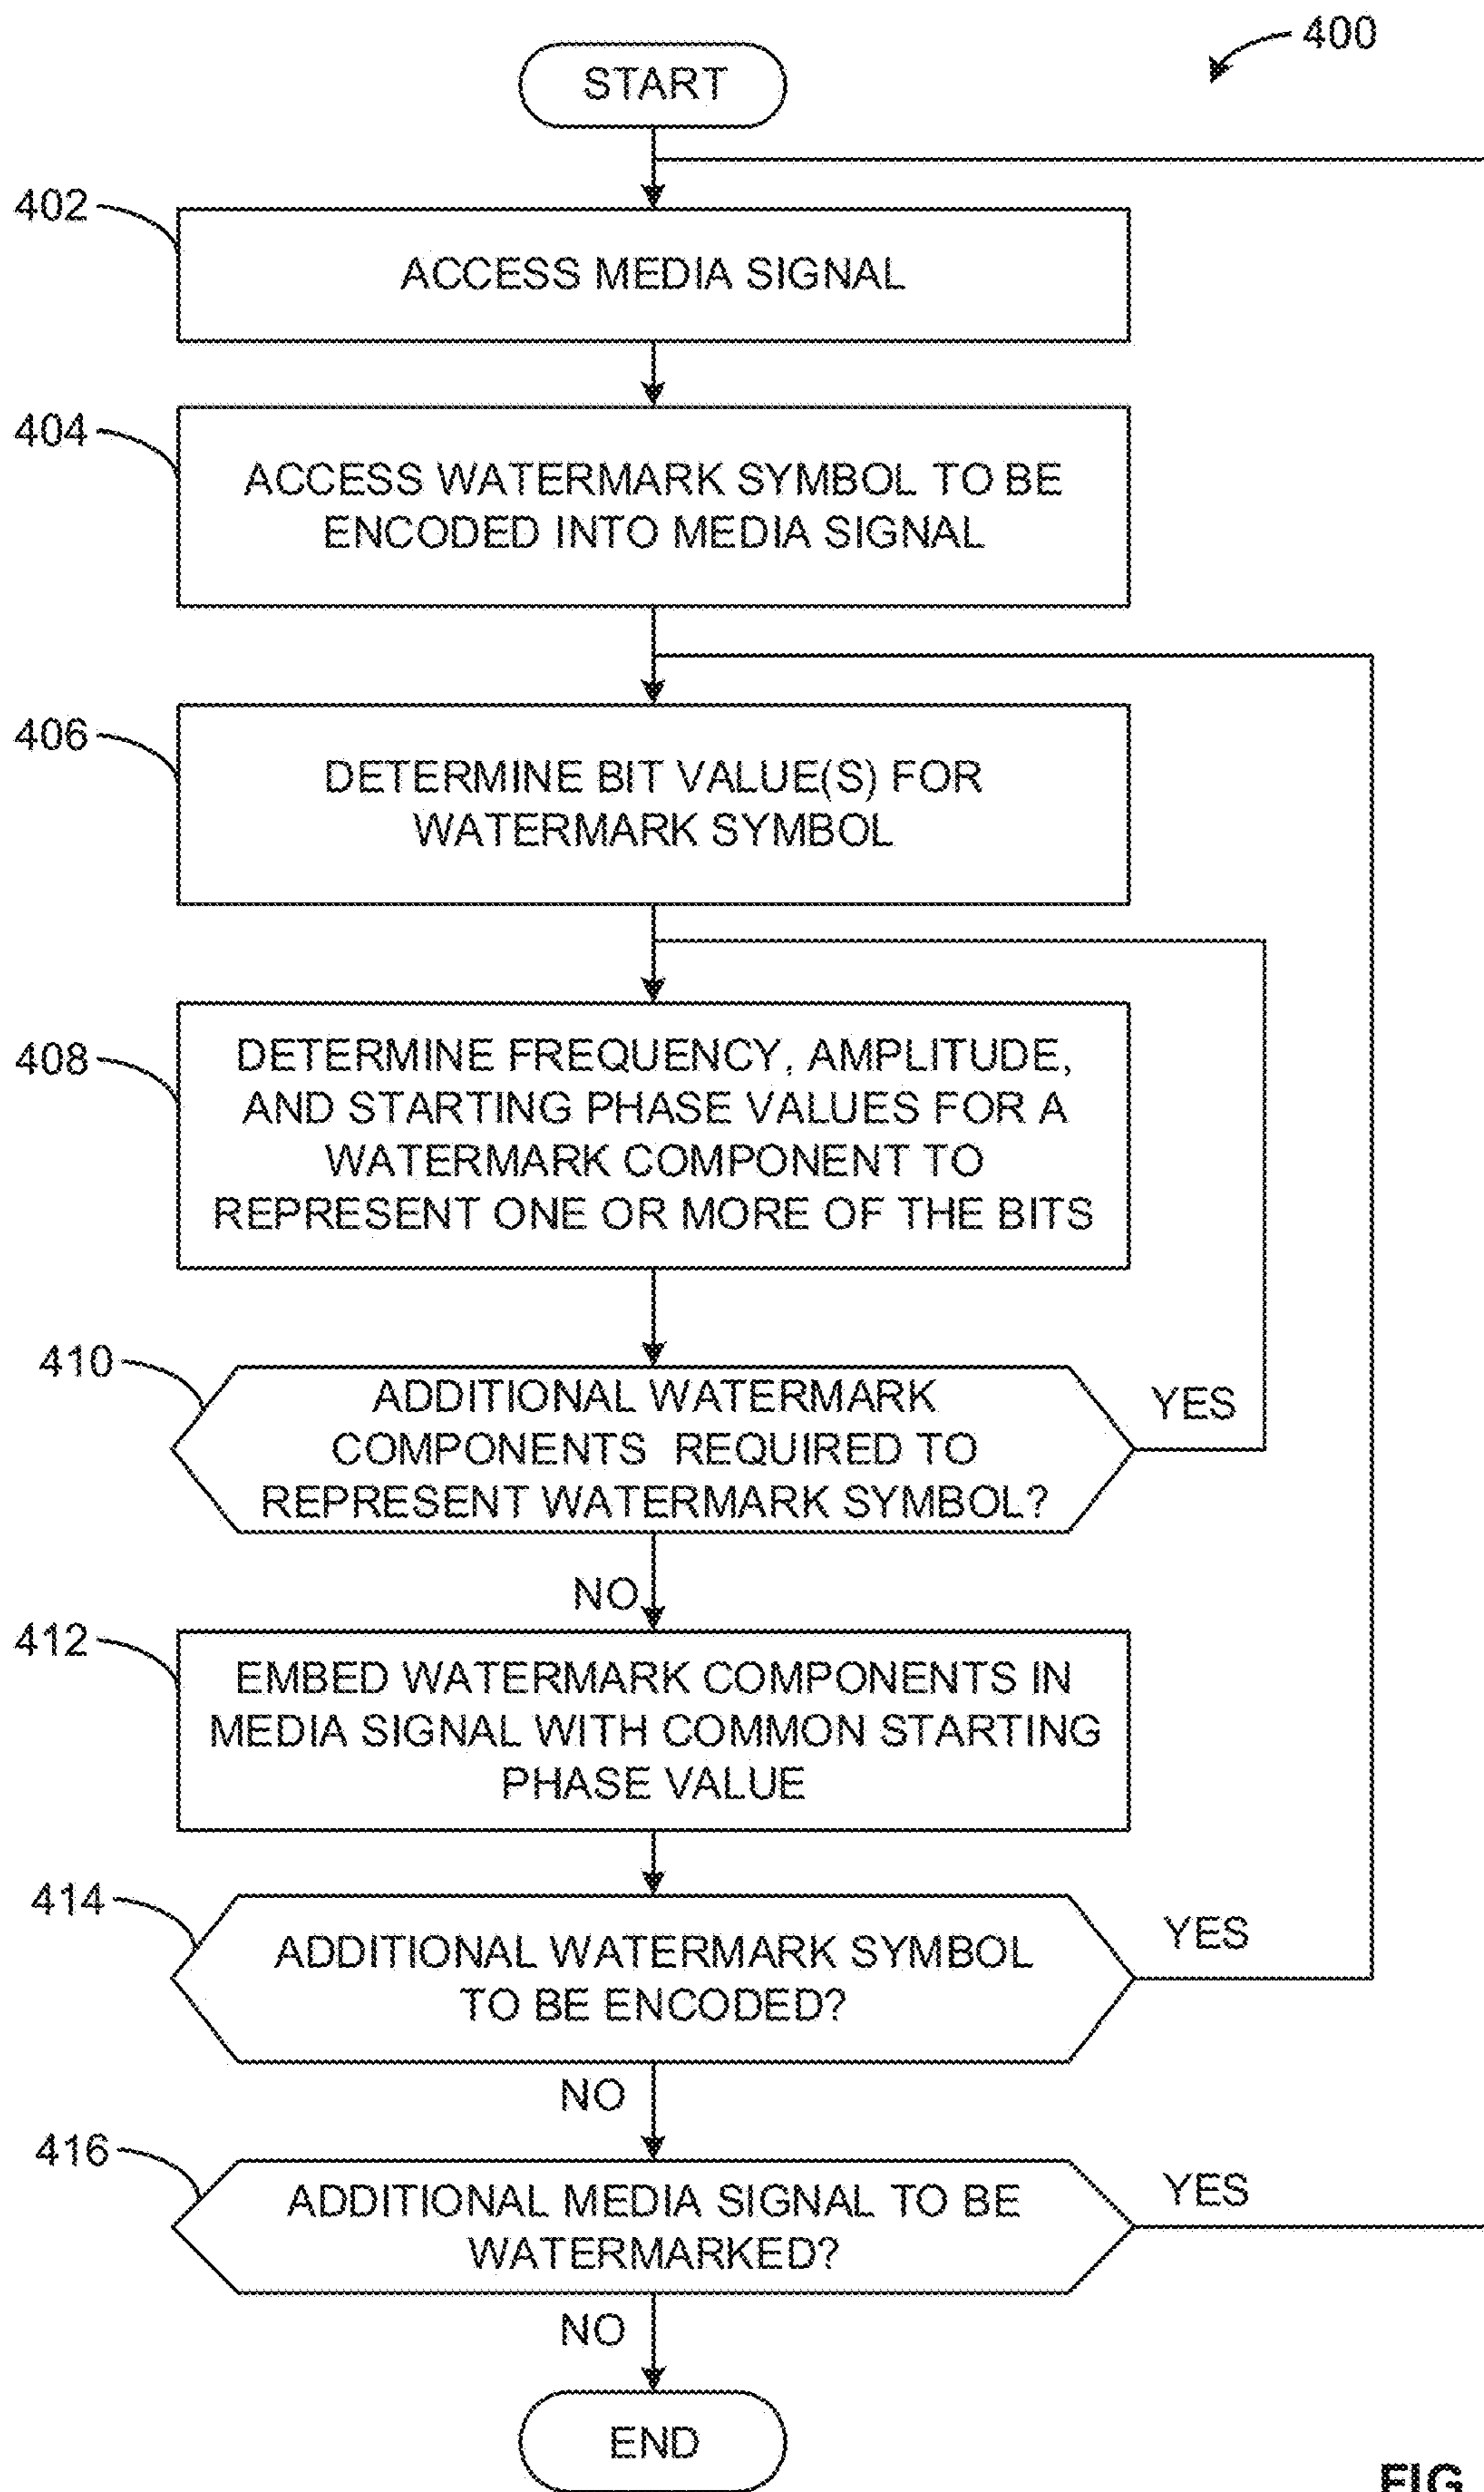 400
START
402
ACCESS MEDIA SIGNAL
404
ACCESS WATERMARK SYMBOL TO BE
ENCODED INTO MEDIA SIGNAL
406
DETERMINE BIT VALUE(S) FOR
WATERMARK SYMBOL
408
DETERMINE FREQUENCY, AMPLITUDE,
AND STARTING PHASE VALUES FOR A
WATERMARK COMPONENT TO
REPRESENT ONE OR MORE OF THE BITS
410
ADDITIONAL WATERMARK
COMPONENTS REQUIRED TO
REPRESENT WATERMARK SYMBOL?
YES
NO
412
EMBED WATERMARK COMPONENTS IN
MEDIA SIGNAL WITH COMMON STARTING
PHASE VALUE
414
ADDITIONAL WATERMARK SYMBOL
TO BE ENCODED?
YES
NO
416
ADDITIONAL MEDIA SIGNAL TO BE
WATERMARKED?
YES
NO
END
FIG